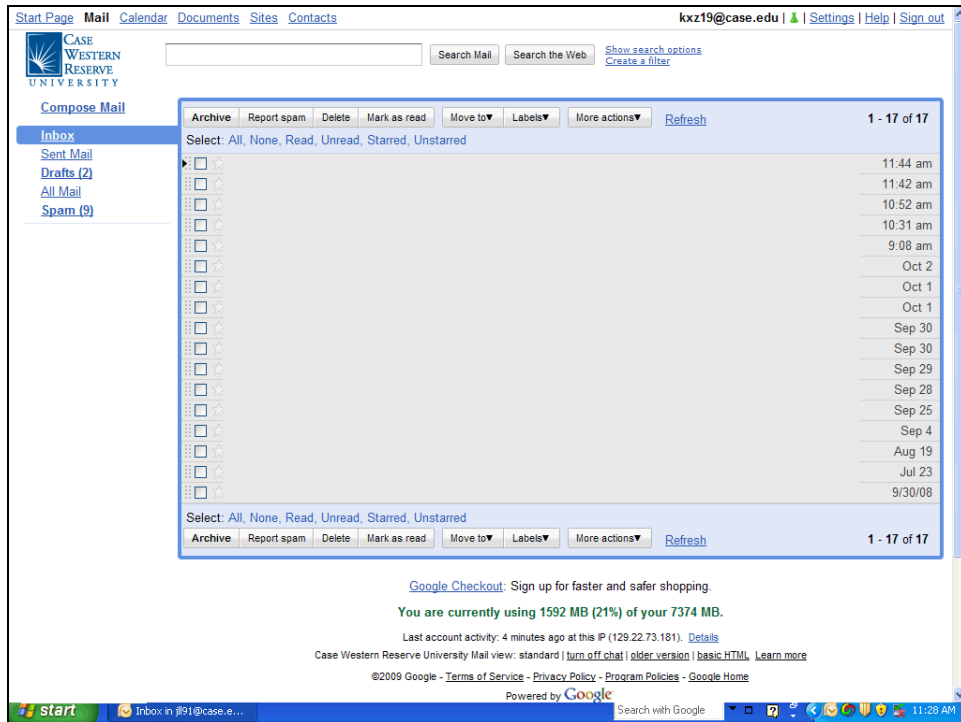 Start Page Mail Calendar Documents Sites Contacts kxz19@case.edu | | Settings | Help | Sign out
CASE
WESTERN
RESERVE
UNIVERSITY
Search Mail Search the Web Show search options
Create a filter
Compose Mail
Inbox
Sent Mail
Drafts (2)
All Mail
Spam (9)
Archive Report spam Delete Mark as read Move to▼ Labels▼ More actions▼ Refresh 1 - 17 of 17
Select: All, None, Read, Unread, Starred, Unstarred
11:44 am
11:42 am
10:52 am
10:31 am
9:08 am
Oct 2
Oct 1
Oct 1
Sep 30
Sep 30
Sep 29
Sep 28
Sep 25
Sep 4
Aug 19
Jul 23
9/30/08
Select: All, None, Read, Unread, Starred, Unstarred
Archive Report spam Delete Mark as read Move to▼ Labels▼ More actions▼ Refresh 1 - 17 of 17
Google Checkout: Sign up for faster and safer shopping.
You are currently using 1592 MB (21%) of your 7374 MB.
Last account activity: 4 minutes ago at this IP (129.22.73.181). Details
Case Western Reserve University Mail view: standard | turn off chat | older version | basic HTML Learn more
©2009 Google - Terms of Service - Privacy Policy - Program Policies - Google Home
Powered by Google
start Inbox in jll91@case.e... Search with Google 11:28 AM